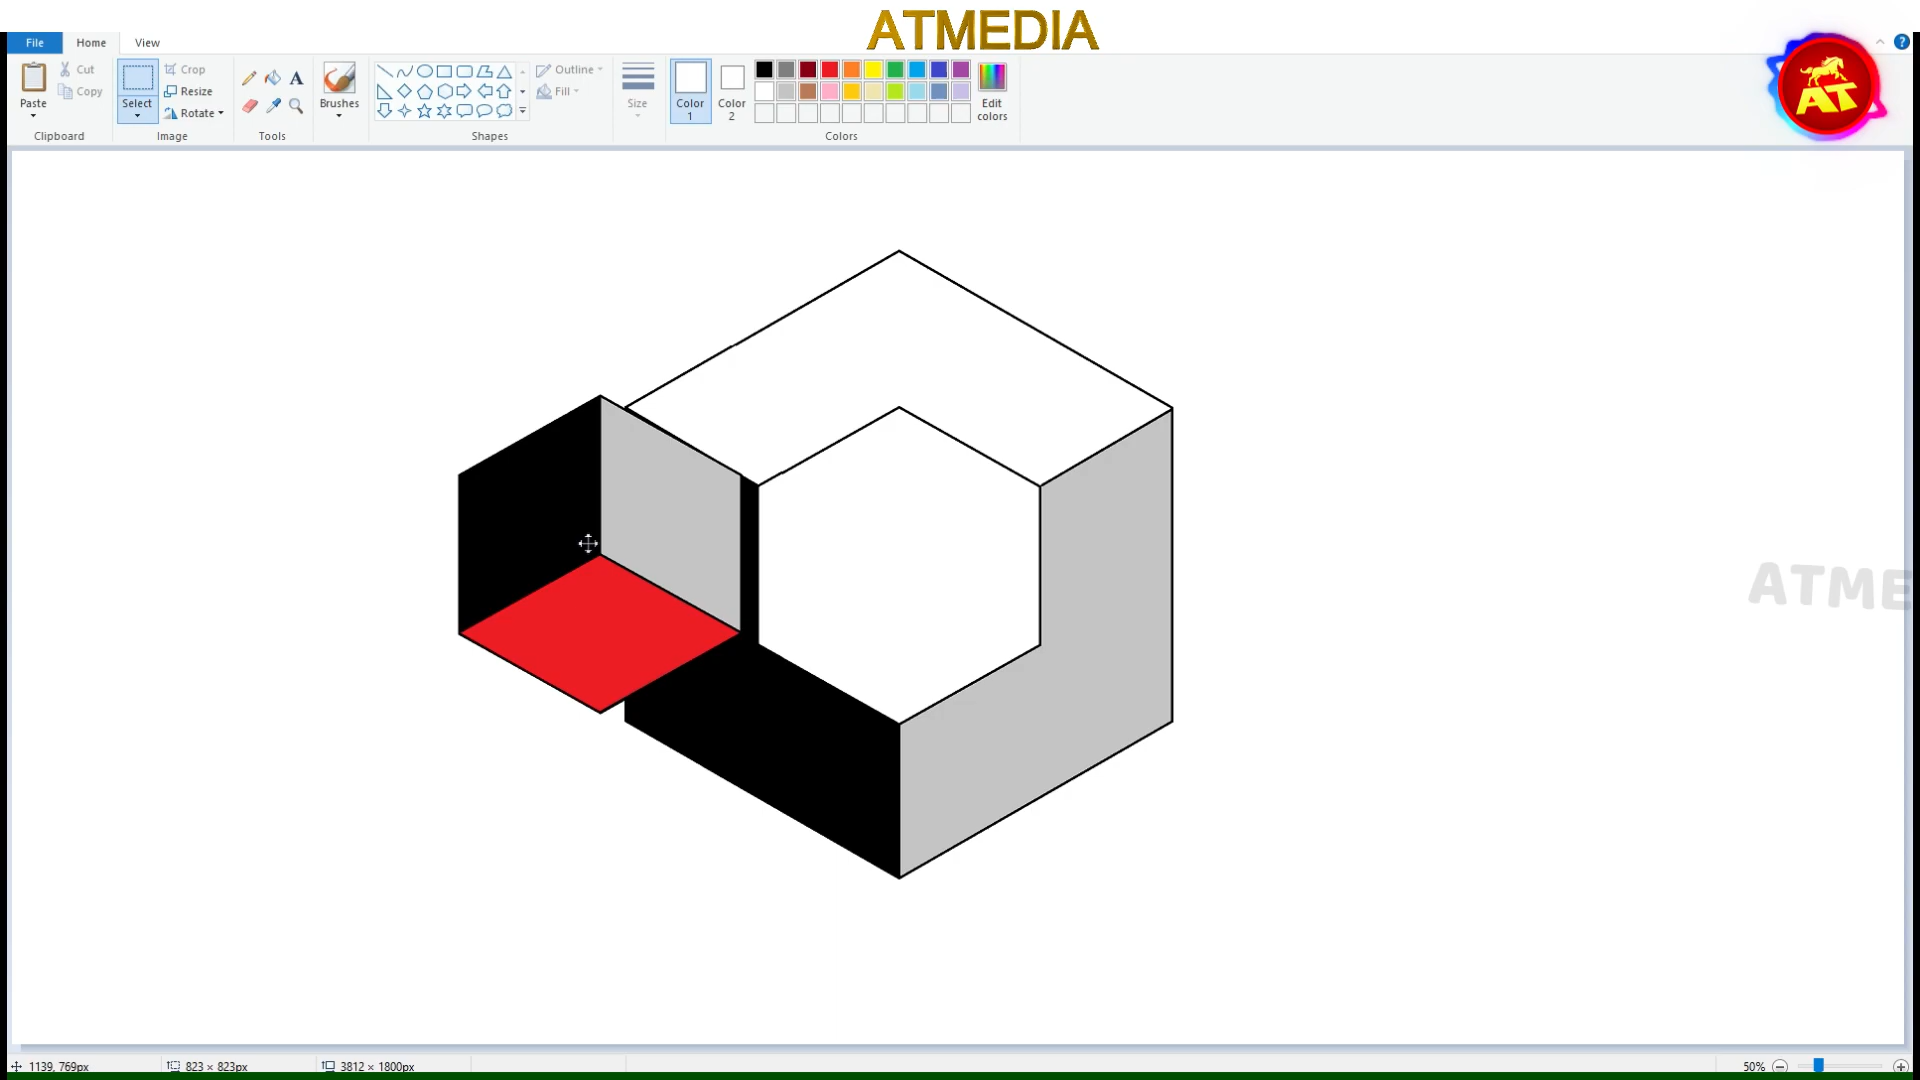 ATMEDIA
File Home View
?
Paste
Cut
Copy
Clipboard
Select
Crop
Resize
Rotate
Image
A
Tools
Brushes
Shapes
Outline
Fill
Size
Color
1
Color
2
Edit
colors
Colors
AT
ATME
1139, 769px
823 × 823px
3812 × 1800px
50%